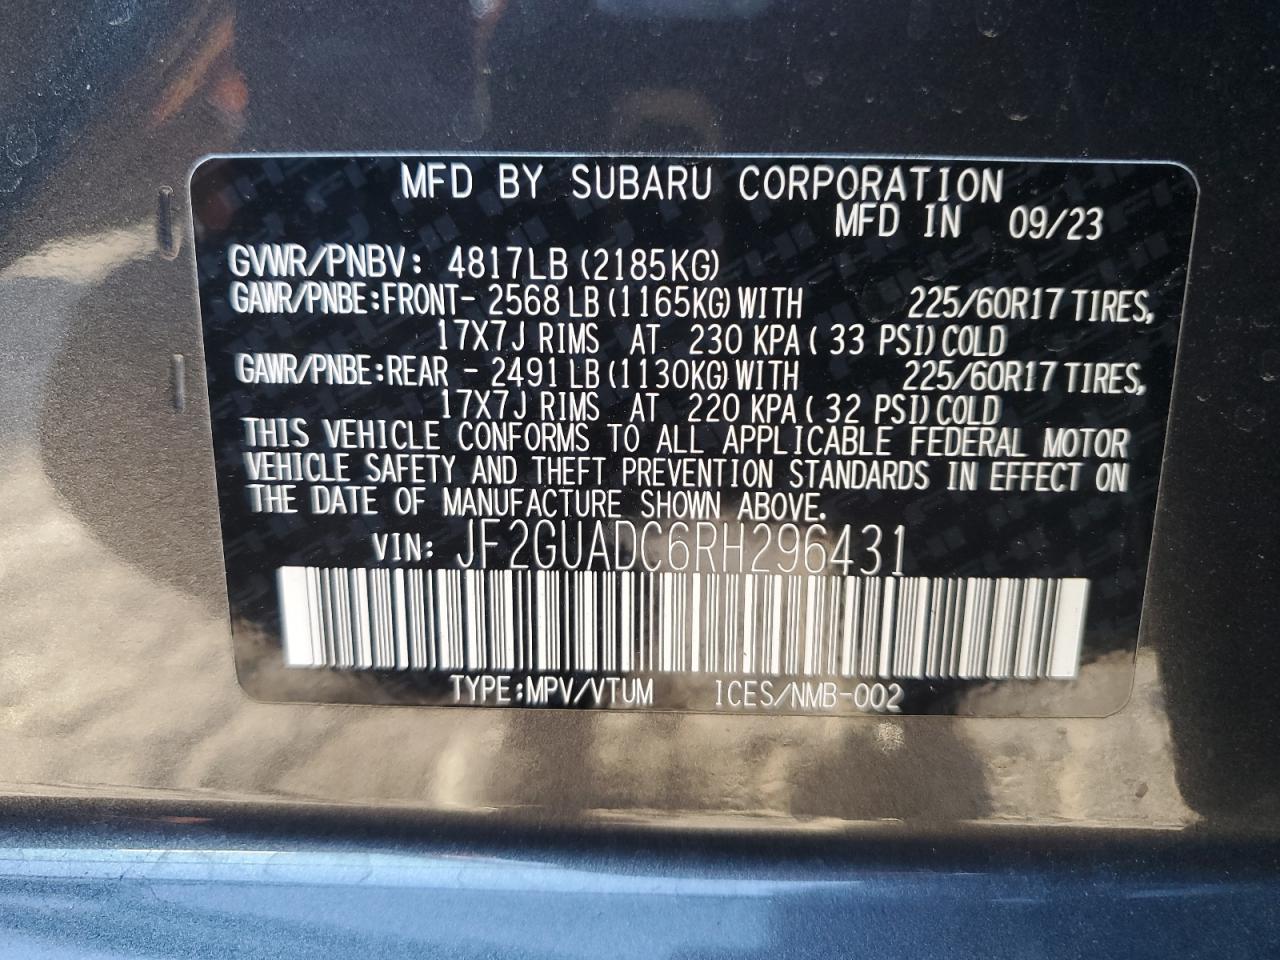 MFD BY SUBARU CORPORATION
MFD IN 09/23
GVWR/PNBV: 4817LB (2185KG)
GAWR/PNBE:FRONT- 2568 LB (1165KG) WITH 225/60R17 TIRES,
17X7J RIMS AT 230 KPA ( 33 PSI) COLD
GAWR/PNBE:REAR - 2491 LB (1130KG) WITH 225/60R17 TIRES,
17X7J RIMS AT 220 KPA (32 PSI) COLD
THIS VEHICLE CONFORMS TO ALL APPLICABLE FEDERAL MOTOR
VEHICLE SAFETY AND THEFT PREVENTION STANDARDS IN EFFECT ON
THE DATE OF MANUFACTURE SHOWN ABOVE.
VIN: JF2GUADC6RH296431
TYPE:MPV/VTUM ICES/NMB-002